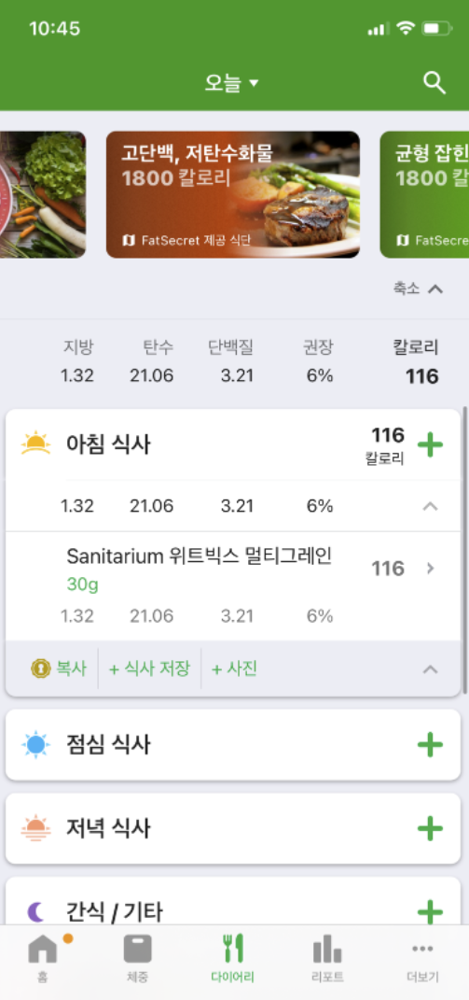 10:45
오늘
고단백, 저탄수화물
1800 칼로리
FatSecret 제공 식단
균형 잡힌
1800 칼
FatSecre
축소
지방 탄수 단백질 권장 칼로리
1.32 21.06 3.21 6% 116
아침 식사 116
칼로리
1.32 21.06 3.21 6%
Sanitarium 위트빅스 멀티그레인 116
30g
1.32 21.06 3.21 6%
복사 + 식사 저장 + 사진
점심 식사
저녁 식사
간식 / 기타
홈 체중 다이어리 리포트 더보기